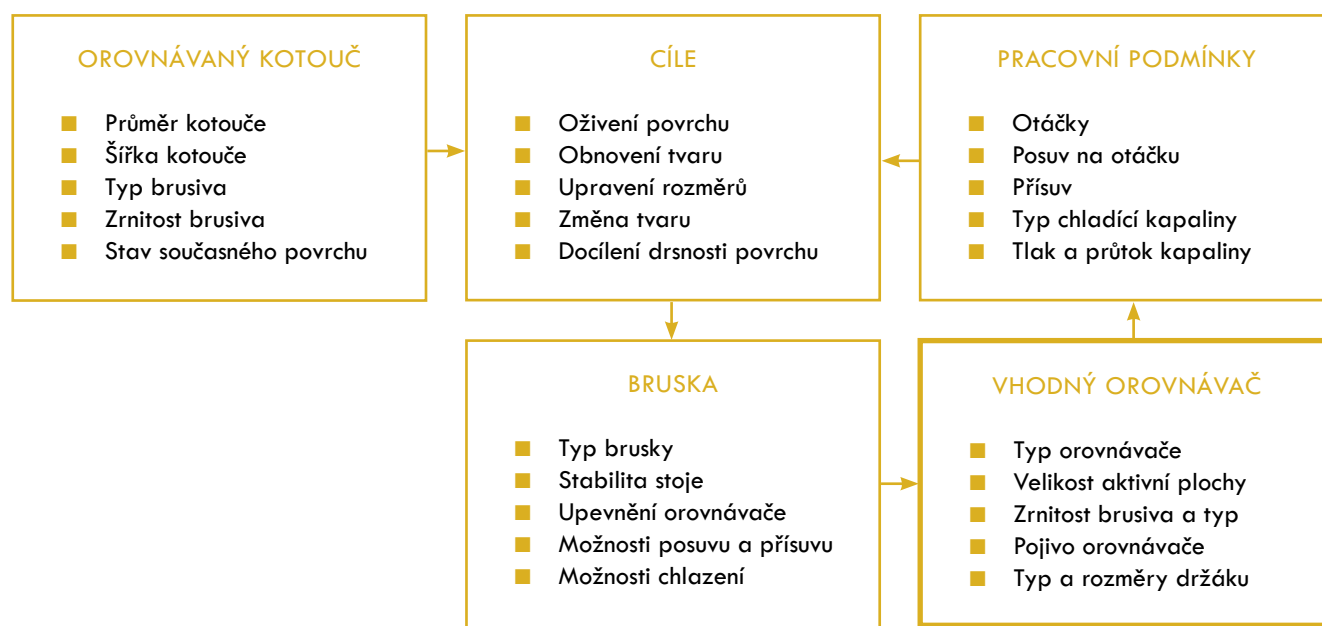 OROVNÁVANÝ KOTOUČ
Průměr kotouče
Šířka kotouče
Typ brusiva
Zrnitost brusiva
Stav současného povrchu
CÍLE
Oživení povrchu
Obnovení tvaru
Upravení rozměrů
Změna tvaru
Docílení drsnosti povrchu
PRACOVNÍ PODMÍNKY
Otáčky
Posuv na otáčku
Přísuv
Typ chladící kapaliny
Tlak a průtok kapaliny
BRUSKA
Typ brusky
Stabilita stoje
Upevnění orovnávače
Možnosti posuvu a přísuvu
Možnosti chlazení
VHODNÝ OROVNÁVAČ
Typ orovnávače
Velikost aktivní plochy
Zrnitost brusiva a typ
Pojivo orovnávače
Typ a rozměry držáku